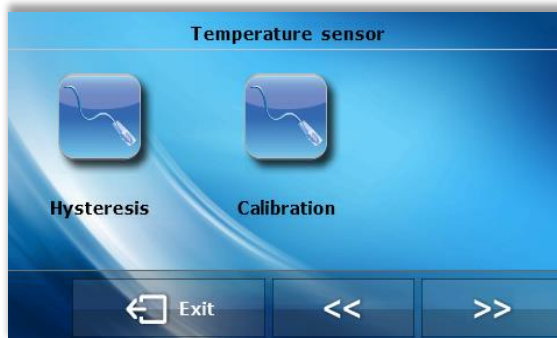 Temperature sensor
Hysteresis Calibration
Exit << >>